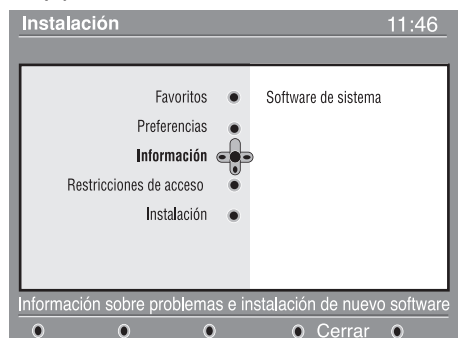 Instalación 11:46
Favoritos
Software de sistema
Preferencias
Información
Restricciones de acceso
Instalación
Información sobre problemas e instalación de nuevo software
Cerrar